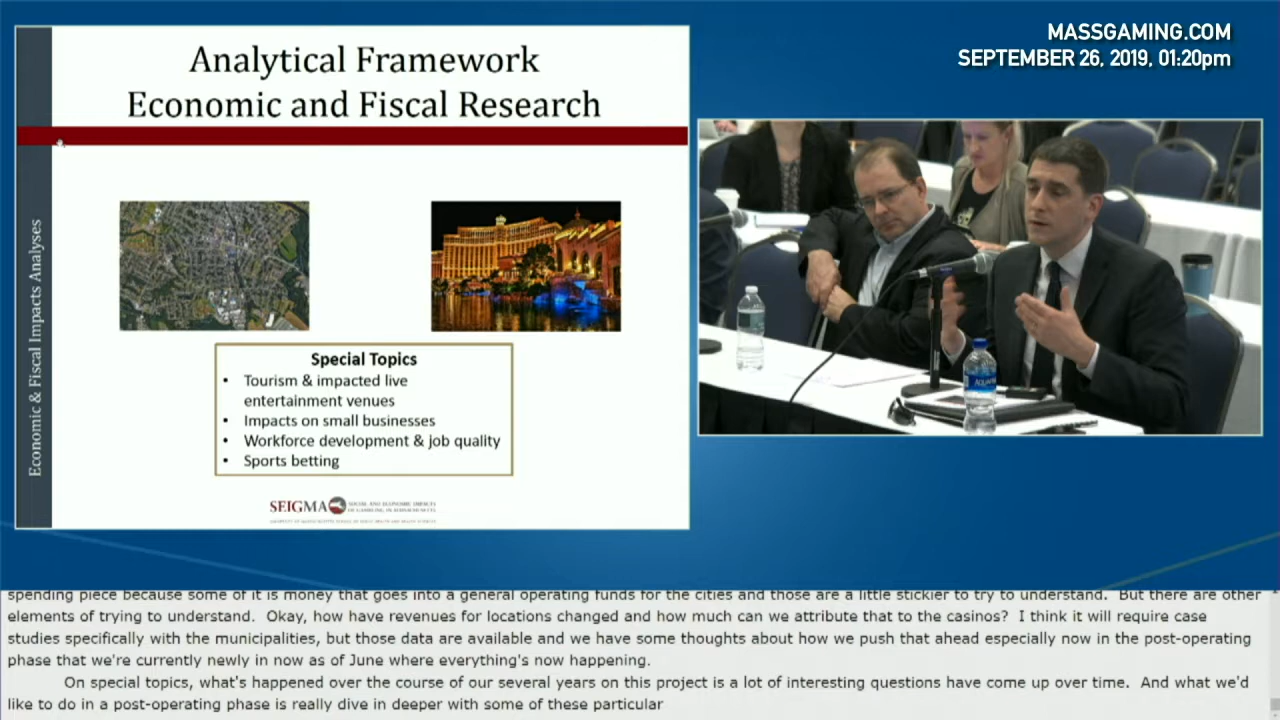 MASSGAMING.COM
SEPTEMBER 26, 2019, 01:20pm
Analytical Framework
Economic and Fiscal Research
Economic & Fiscal Impacts Analyses
Special Topics
• Tourism & impacted live
entertainment venues
• Impacts on small businesses
• Workforce development & job quality
• Sports betting
SEIGMA
SOCIAL AND ECONOMIC IMPACTS
OF GAMBLING IN MASSACHUSETTS
spending piece because some of it is money that goes into a general operating funds for the cities and those are a little stickier to try to understand. But there are other
elements of trying to understand. Okay, how have revenues for locations changed and how much can we attribute that to the casinos? I think it will require case
studies specifically with the municipalities, but those data are available and we have some thoughts about how we push that ahead especially now in the post-operating
phase that we're currently newly in now as of June where everything's now happening.
On special topics, what's happened over the course of our several years on this project is a lot of interesting questions have come up over time. And what we'd
like to do in a post-operating phase is really dive in deeper with some of these particular